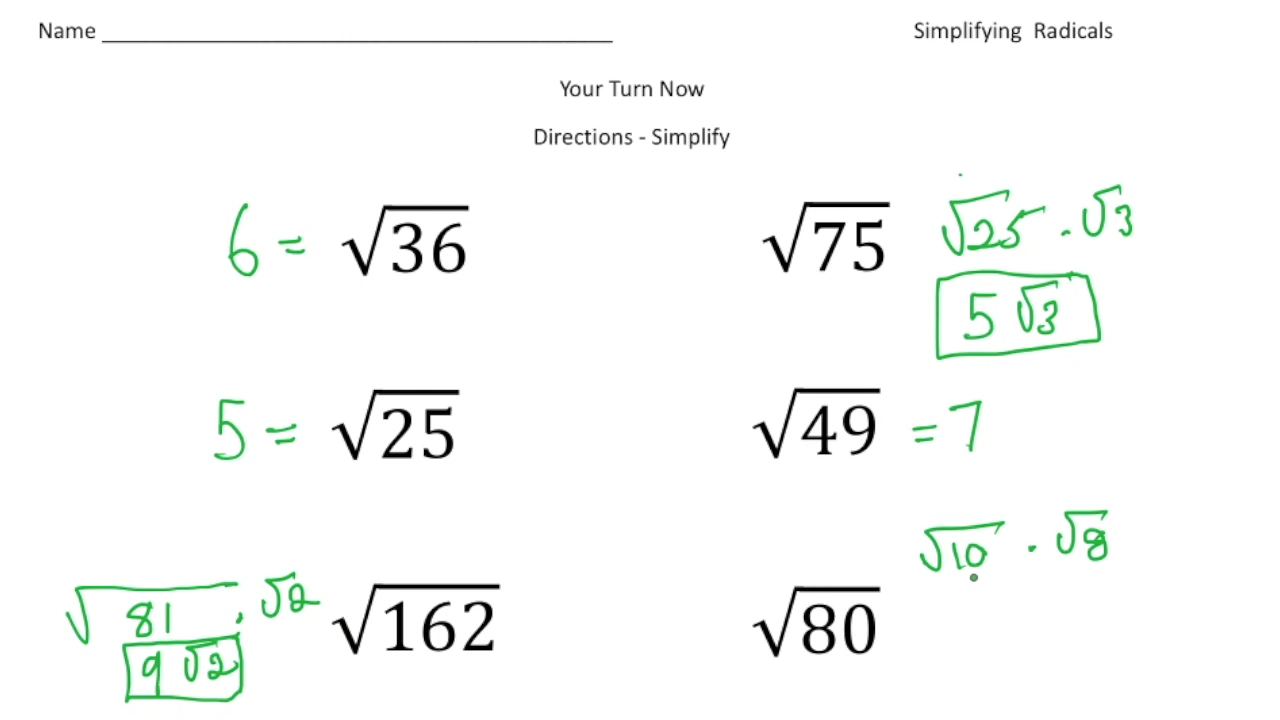 Name ________________ Simplifying Radicals
Your Turn Now
Directions - Simplify
6 = √36
√75 √25 · √3
5 √3
5 = √25
√49 = 7
√81 · √2 √162
9 √2
√80 √10 · √8